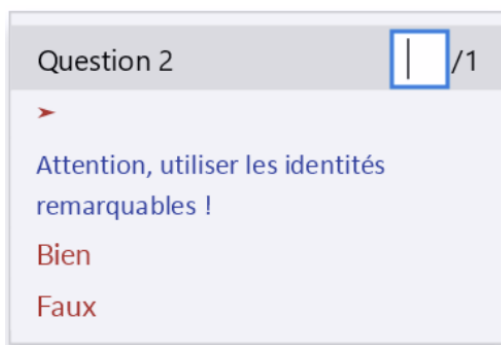 Question 2 /1
➤
Attention, utiliser les identités
remarquables !
Bien
Faux